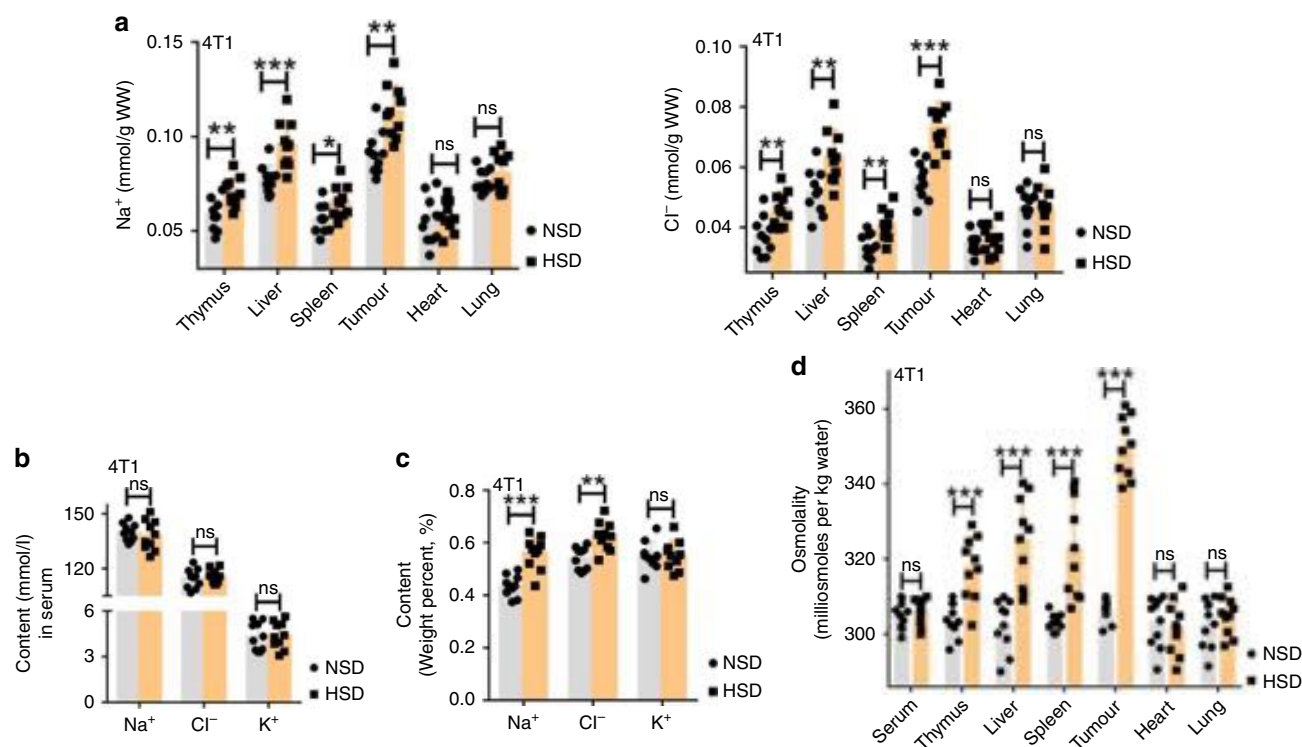 a
4T1
Na⁺ (mmol/g WW)
0.15
0.10
0.05
**
***
*
**
ns
ns
Thymus
Liver
Spleen
Tumour
Heart
Lung
NSD
HSD
4T1
Cl⁻ (mmol/g WW)
0.10
0.08
0.06
0.04
**
**
**
***
ns
ns
Thymus
Liver
Spleen
Tumour
Heart
Lung
NSD
HSD
b
4T1
Content (mmol/l)
in serum
150
120
6
3
0
ns
ns
ns
Na⁺
Cl⁻
K⁺
NSD
HSD
c
4T1
Content
(Weight percent, %)
0.8
0.6
0.4
0.2
0.0
***
**
ns
Na⁺
Cl⁻
K⁺
NSD
HSD
d
4T1
Osmolality
(milliosmoles per kg water)
360
340
320
300
ns
***
***
***
***
ns
ns
Serum
Thymus
Liver
Spleen
Tumour
Heart
Lung
NSD
HSD